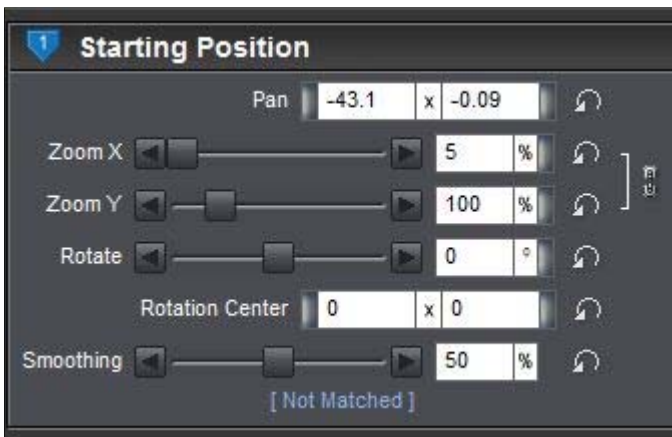 1 Starting Position
Pan -43.1 x -0.09
Zoom X 5 %
Zoom Y 100 %
Rotate 0 °
Rotation Center 0 x 0
Smoothing 50 %
[ Not Matched ]